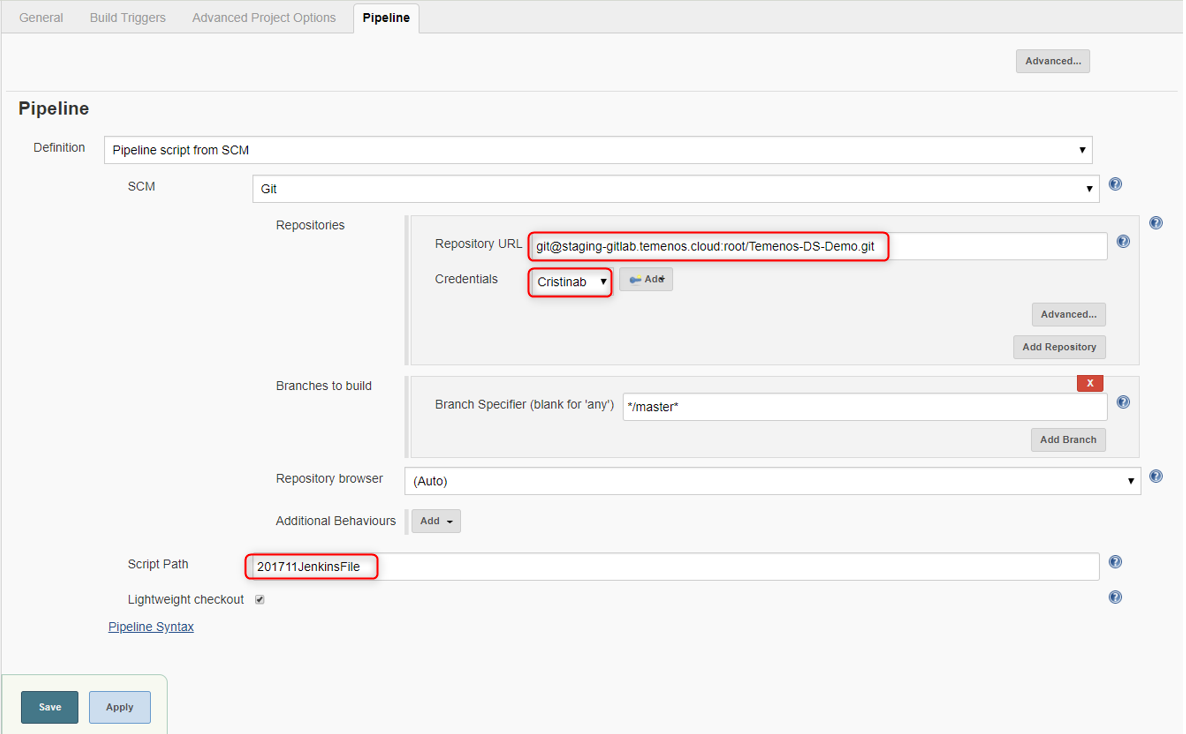 General Build Triggers Advanced Project Options Pipeline
Advanced...
Pipeline
Definition Pipeline script from SCM
SCM Git
Repositories
Repository URL git@staging-gitlab.temenos.cloud:root/Temenos-DS-Demo.git
Credentials Cristinab Add
Advanced...
Add Repository
Branches to build
X
Branch Specifier (blank for 'any') */master*
Add Branch
Repository browser (Auto)
Additional Behaviours Add
Script Path 201711JenkinsFile
Lightweight checkout
Pipeline Syntax
Save Apply